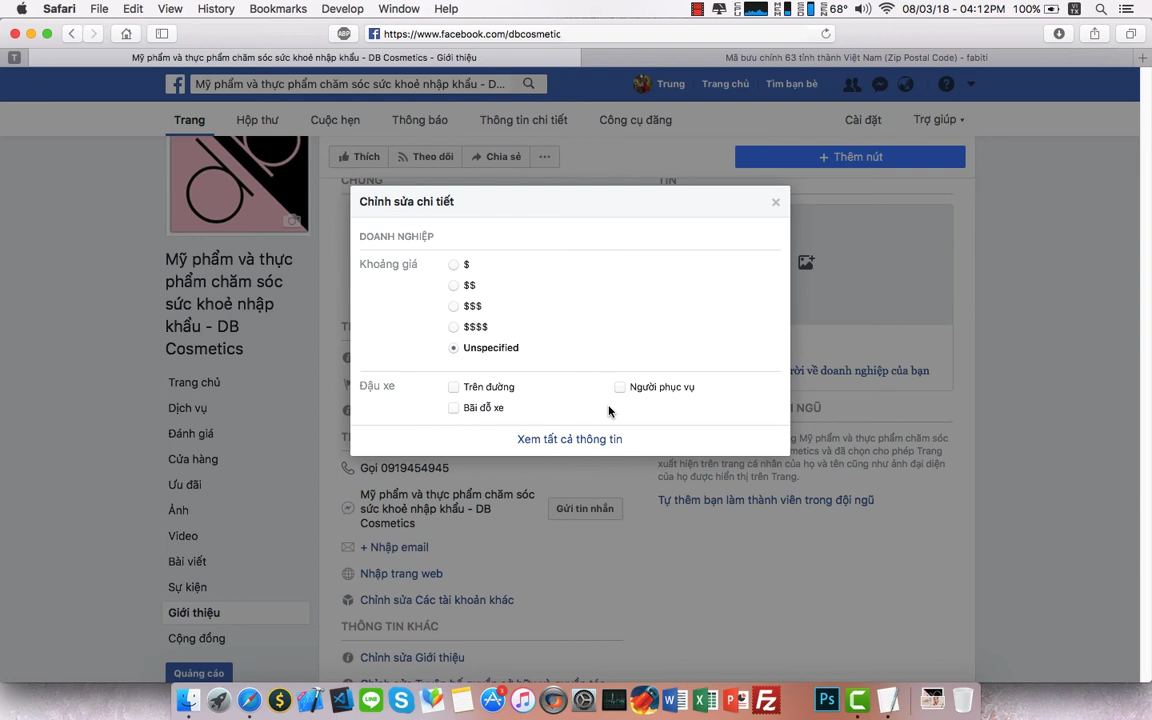 Safari File Edit View History Bookmarks Develop Window Help
68° 08/03/18 - 04:12PM 100%
ABP https://www.facebook.com/dbcosmetic
T Mỹ phẩm và thực phẩm chăm sóc sức khoẻ nhập khẩu - DB Cosmetics - Giới thiệu Mã bưu chính 63 tỉnh thành Việt Nam (Zip Postal Code) - fabiti
Mỹ phẩm và thực phẩm chăm sóc sức khoẻ nhập khẩu - D... Trung Trang chủ Tìm bạn bè
Trang Hộp thư Cuộc hẹn Thông báo Thông tin chi tiết Công cụ đăng Cài đặt Trợ giúp
Thích Theo dõi Chia sẻ ... + Thêm nút
CHUNG
Chỉnh sửa chi tiết
DOANH NGHIỆP
Khoảng giá $
$$
$$$
$$$$
Unspecified
Đậu xe Trên đường Người phục vụ
Bãi đỗ xe
Xem tất cả thông tin
Mỹ phẩm và thực
phẩm chăm sóc
sức khoẻ nhập
khẩu - DB
Cosmetics
Trang chủ
Dịch vụ
Đánh giá
Cửa hàng
Ưu đãi
Ảnh
Video
Bài viết
Sự kiện
Giới thiệu
Cộng đồng
Quảng cáo
Gọi 0919454945
Mỹ phẩm và thực phẩm chăm sóc
sức khoẻ nhập khẩu - DB
Cosmetics
Gửi tin nhắn
+ Nhập email
Nhập trang web
Chỉnh sửa Các tài khoản khác
THÔNG TIN KHÁC
Chỉnh sửa Giới thiệu
về doanh nghiệp của bạn
NGŨ
Mỹ phẩm và thực phẩm chăm sóc
và đã chọn cho phép Trang
xuất hiện trên trang cá nhân của họ và tên cũng như ảnh đại diện
của họ được hiển thị trên Trang.
Tự thêm bạn làm thành viên trong đội ngũ